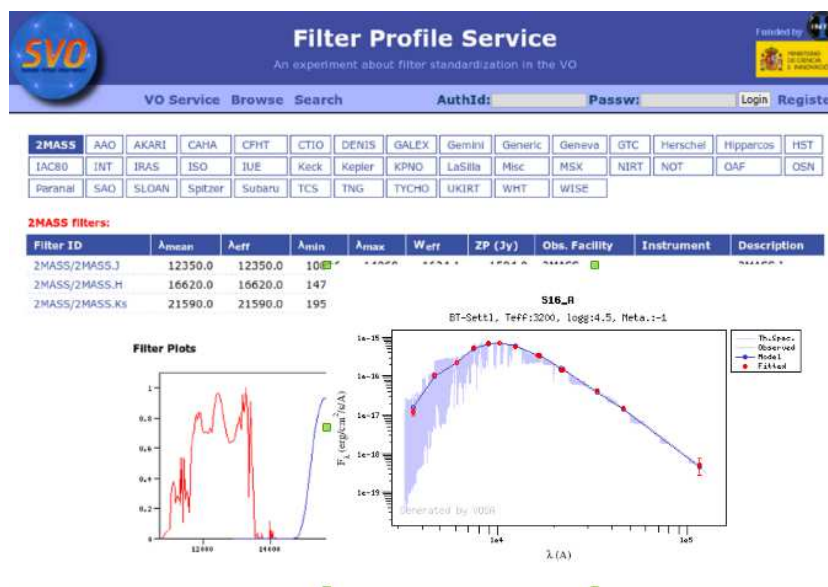 SVO
Filter Profile Service
An experiment about filter standardization in the VO
Funded by
VO Service Browse Search AuthId: Passw: Login Registe
2MASS AAO AKARI CAHA CFHT CTIO DENIS GALEX Gemini Generic Geneva GTC Herschel Hipparcos HST
IAC80 INT IRAS ISO IUE Keck Kepler KPNO LaSilla Misc MSX NIRT NOT OAF OSN
Paranal SAO SLOAN Spitzer Subaru TCS TNG TYCHO UKIRT WHT WISE
2MASS filters:
Filter ID λmean λeff λmin λmax Weff ZP (Jy) Obs. Facility Instrument Description
2MASS/2MASS.J 12350.0 12350.0
2MASS/2MASS.H 16620.0 16620.0 147
2MASS/2MASS.Ks 21590.0 21590.0 195
S16_A
BT-Settl, Teff:3200, logg:4.5, Meta.:-1
Filter Plots
Th.Spec.
Observed
Model
Fitted
1
0.8
0.6
0.4
0.2
0
12000 14000
1e-15
1e-16
1e-17
1e-18
1e-19
Fλ (erg/cm²/s/A)
Generated by VOSA
1e4 1e5
λ (A)